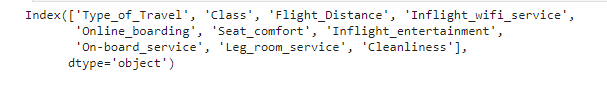 Index(['Type_of_Travel', 'Class', 'Flight_Distance', 'Inflight_wifi_service',
'Online_boarding', 'Seat_comfort', 'Inflight_entertainment',
'On-board_service', 'Leg_room_service', 'Cleanliness'],
dtype='object')